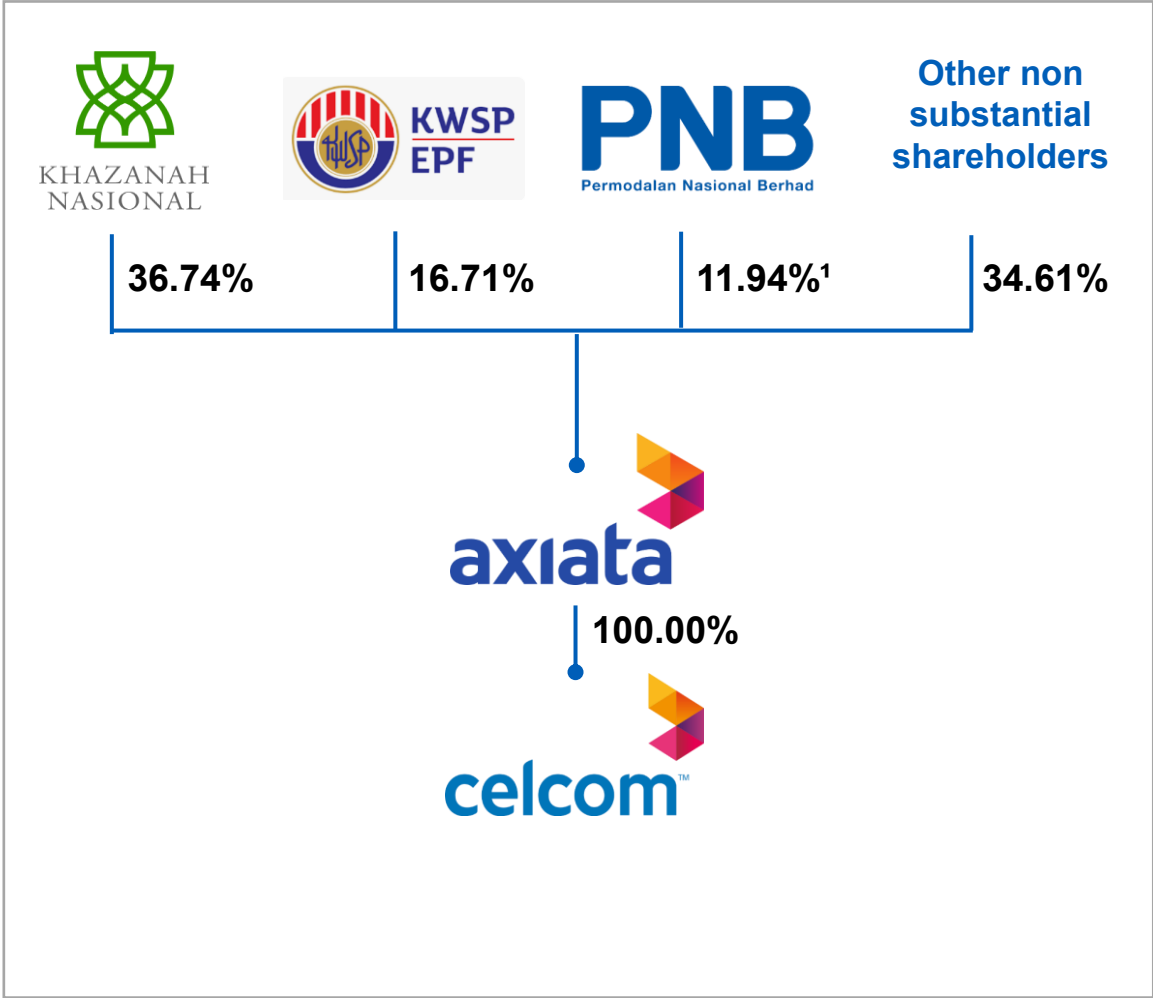 KHAZANAH
NASIONAL
KWSP
KWSP
EPF
PNB
Permodalan Nasional Berhad
Other non
substantial
shareholders
36.74%
16.71%
11.94%¹
34.61%
axiata
100.00%
celcom™